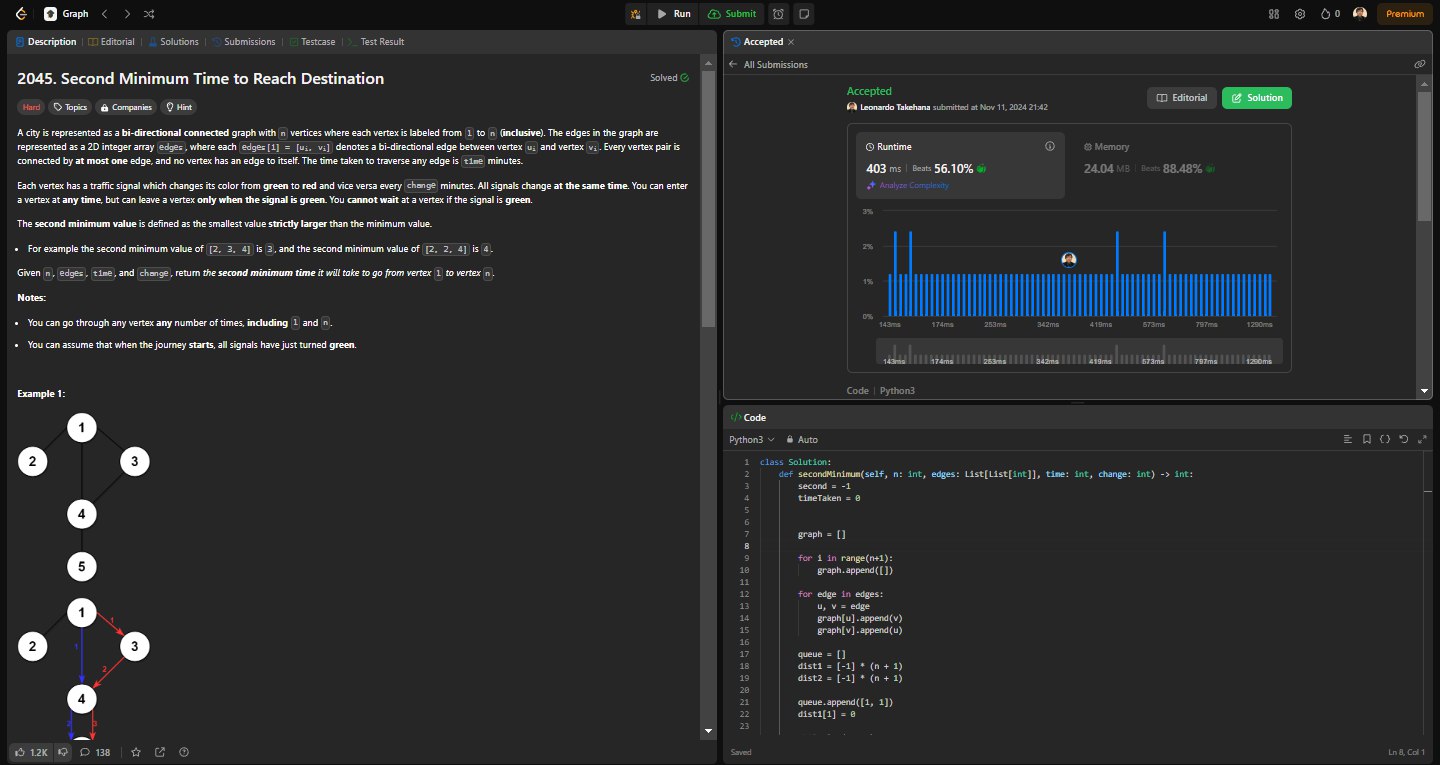 Graph
Run
Submit
0
Premium
Description
Editorial
Solutions
Submissions
Testcase
Test Result
2045. Second Minimum Time to Reach Destination
Solved
Hard
Topics
Companies
Hint
A city is represented as a bi-directional connected graph with n vertices where each vertex is labeled from 1 to n (inclusive). The edges in the graph are
represented as a 2D integer array edges, where each edges[i] = [ui, vi] denotes a bi-directional edge between vertex ui and vertex vi. Every vertex pair is
connected by at most one edge, and no vertex has an edge to itself. The time taken to traverse any edge is time minutes.
Each vertex has a traffic signal which changes its color from green to red and vice versa every change minutes. All signals change at the same time. You can enter
a vertex at any time, but can leave a vertex only when the signal is green. You cannot wait at a vertex if the signal is green.
The second minimum value is defined as the smallest value strictly larger than the minimum value.
• For example the second minimum value of [2, 3, 4] is 3, and the second minimum value of [2, 2, 4] is 4.
Given n, edges, time, and change, return the second minimum time it will take to go from vertex 1 to vertex n.
Notes:
• You can go through any vertex any number of times, including 1 and n.
• You can assume that when the journey starts, all signals have just turned green.
Example 1:
1
2
3
4
5
1
1
2
1
3
2
4
2
3
1.2K
138
Accepted
All Submissions
Accepted
Leonardo Takehana submitted at Nov 11, 2024 21:42
Editorial
Solution
Runtime
403 ms | Beats 56.10%
Analyze Complexity
Memory
24.04 MB | Beats 88.48%
3%
2%
1%
0%
143ms 174ms 253ms 342ms 419ms 573ms 797ms 1290ms
143ms 174ms 253ms 342ms 419ms 573ms 797ms 1290ms
Code | Python3
</> Code
Python3
Auto
1 class Solution:
2 def secondMinimum(self, n: int, edges: List[List[int]], time: int, change: int) -> int:
3 second = -1
4 timeTaken = 0
5
6
7 graph = []
8
9 for i in range(n+1):
10 graph.append([])
11
12 for edge in edges:
13 u, v = edge
14 graph[u].append(v)
15 graph[v].append(u)
16
17 queue = []
18 dist1 = [-1] * (n + 1)
19 dist2 = [-1] * (n + 1)
20
21 queue.append([1, 1])
22 dist1[1] = 0
23
Saved
Ln 8, Col 1